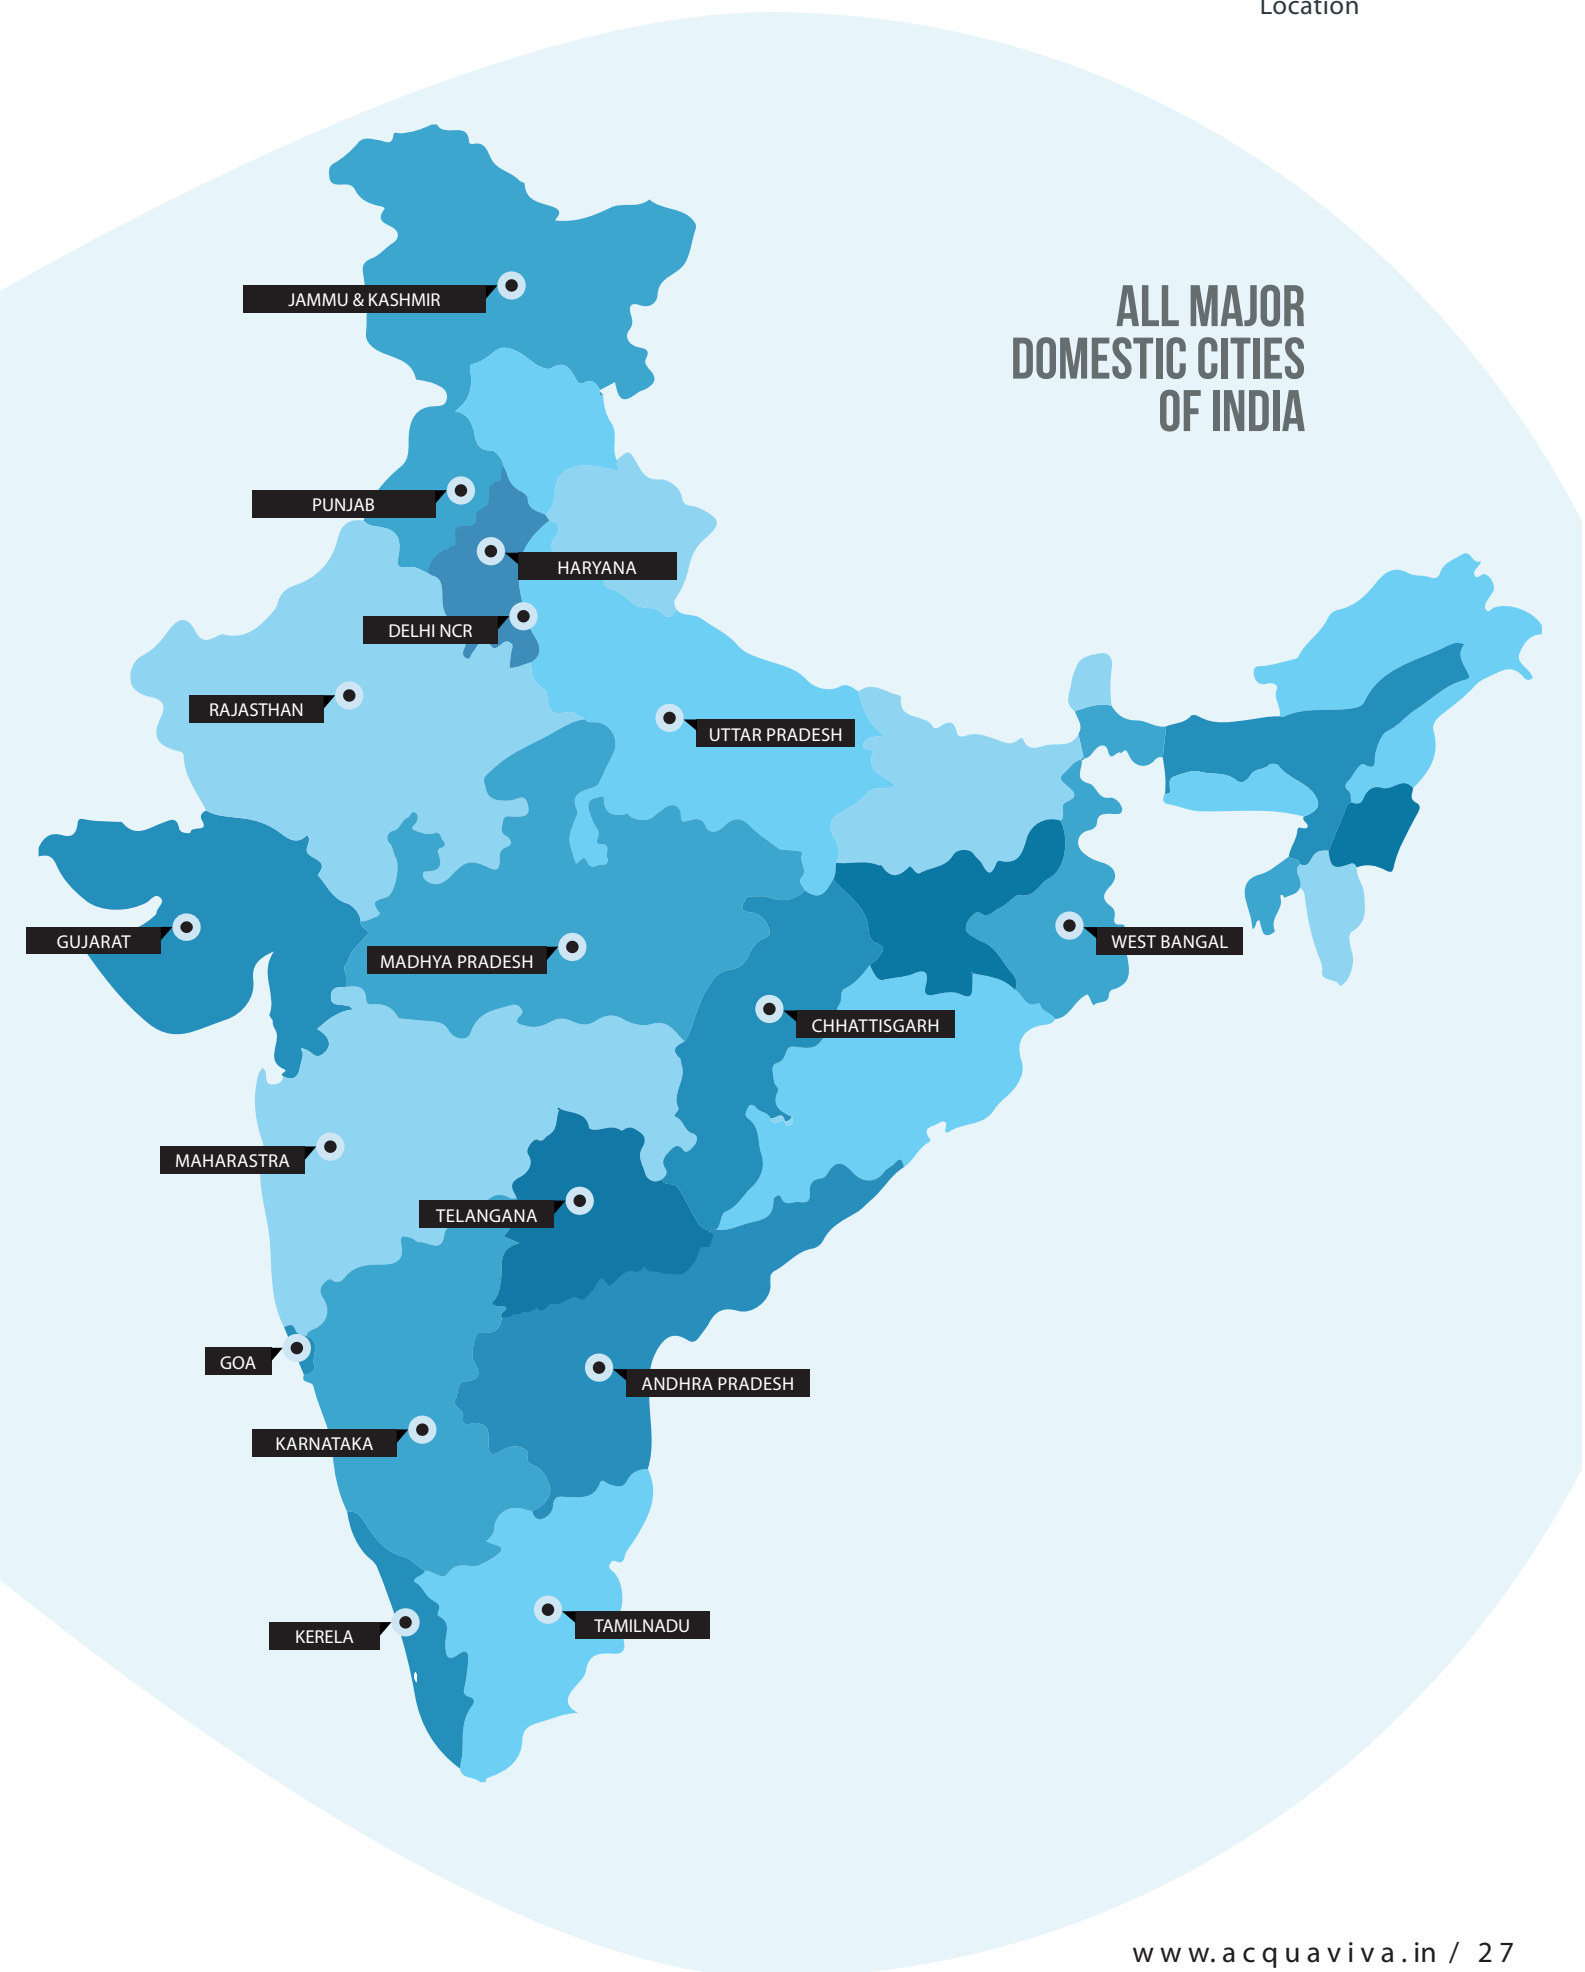 Location
JAMMU & KASHMIR
ALL MAJOR
DOMESTIC CITIES
OF INDIA
PUNJAB
HARYANA
DELHI NCR
RAJASTHAN
UTTAR PRADESH
GUJARAT
MADHYA PRADESH
WEST BANGAL
CHHATTISGARH
MAHARASTRA
TELANGANA
GOA
ANDHRA PRADESH
KARNATAKA
KERELA
TAMILNADU
www.acquaviva.in / 27